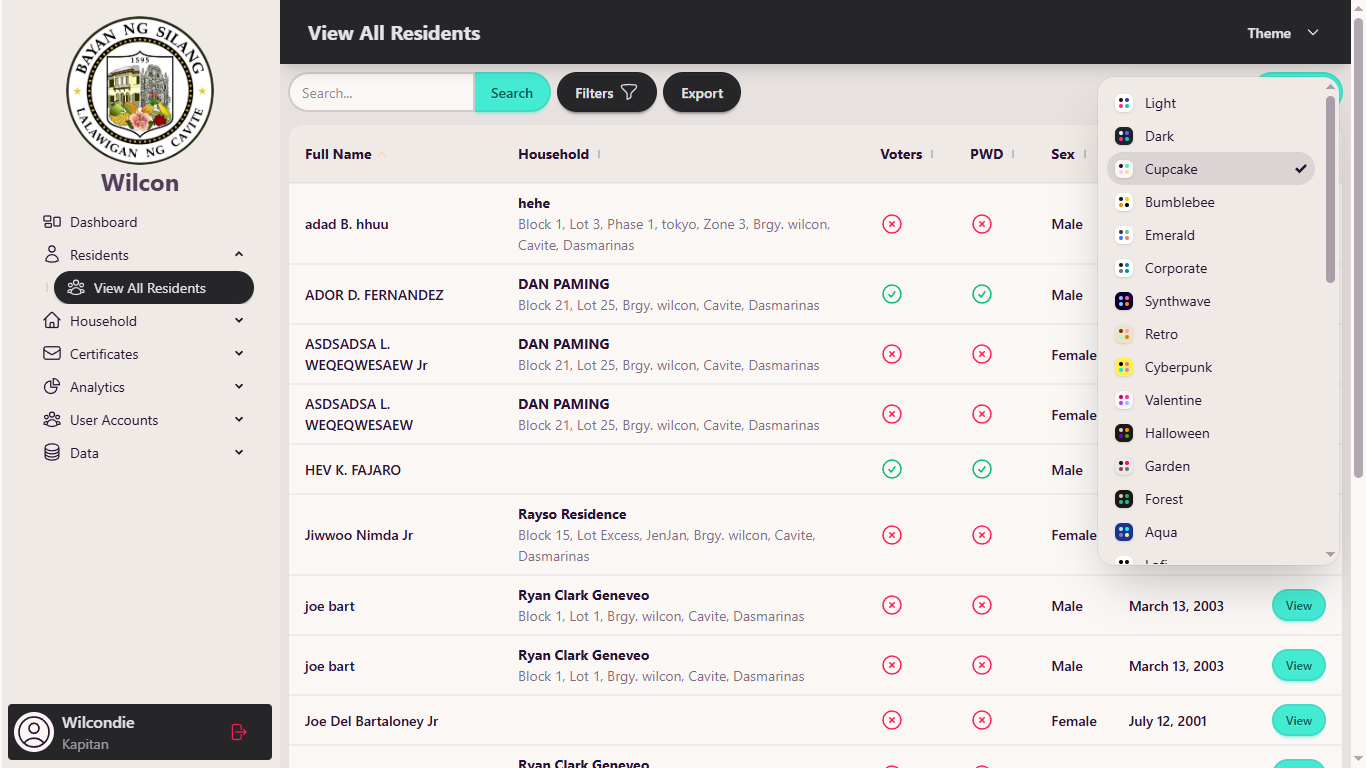 BAYAN NG SILANG
1595
LALAWIGAN NG CAVITE
Wilcon
Dashboard
Residents
View All Residents
Household
Certificates
Analytics
User Accounts
Data
Wilcondie
Kapitan
View All Residents
Theme
Search...
Search
Filters
Export
Full Name
Household
Voters
PWD
Sex
adad B. hhuu
hehe
Block 1, Lot 3, Phase 1, tokyo, Zone 3, Brgy. wilcon,
Cavite, Dasmarinas
Male
ADOR D. FERNANDEZ
DAN PAMING
Block 21, Lot 25, Brgy. wilcon, Cavite, Dasmarinas
Male
ASDSADSA L.
WEQEQWESAEW Jr
DAN PAMING
Block 21, Lot 25, Brgy. wilcon, Cavite, Dasmarinas
Female
ASDSADSA L.
WEQEQWESAEW
DAN PAMING
Block 21, Lot 25, Brgy. wilcon, Cavite, Dasmarinas
Female
HEV K. FAJARO
Male
Jiwwoo Nimda Jr
Rayso Residence
Block 15, Lot Excess, JenJan, Brgy. wilcon, Cavite,
Dasmarinas
Female
joe bart
Ryan Clark Geneveo
Block 1, Lot 1, Brgy. wilcon, Cavite, Dasmarinas
Male
March 13, 2003
View
joe bart
Ryan Clark Geneveo
Block 1, Lot 1, Brgy. wilcon, Cavite, Dasmarinas
Male
March 13, 2003
View
Joe Del Bartaloney Jr
Female
July 12, 2001
View
Ryan Clark Geneveo
Light
Dark
Cupcake
Bumblebee
Emerald
Corporate
Synthwave
Retro
Cyberpunk
Valentine
Halloween
Garden
Forest
Aqua
Lofi